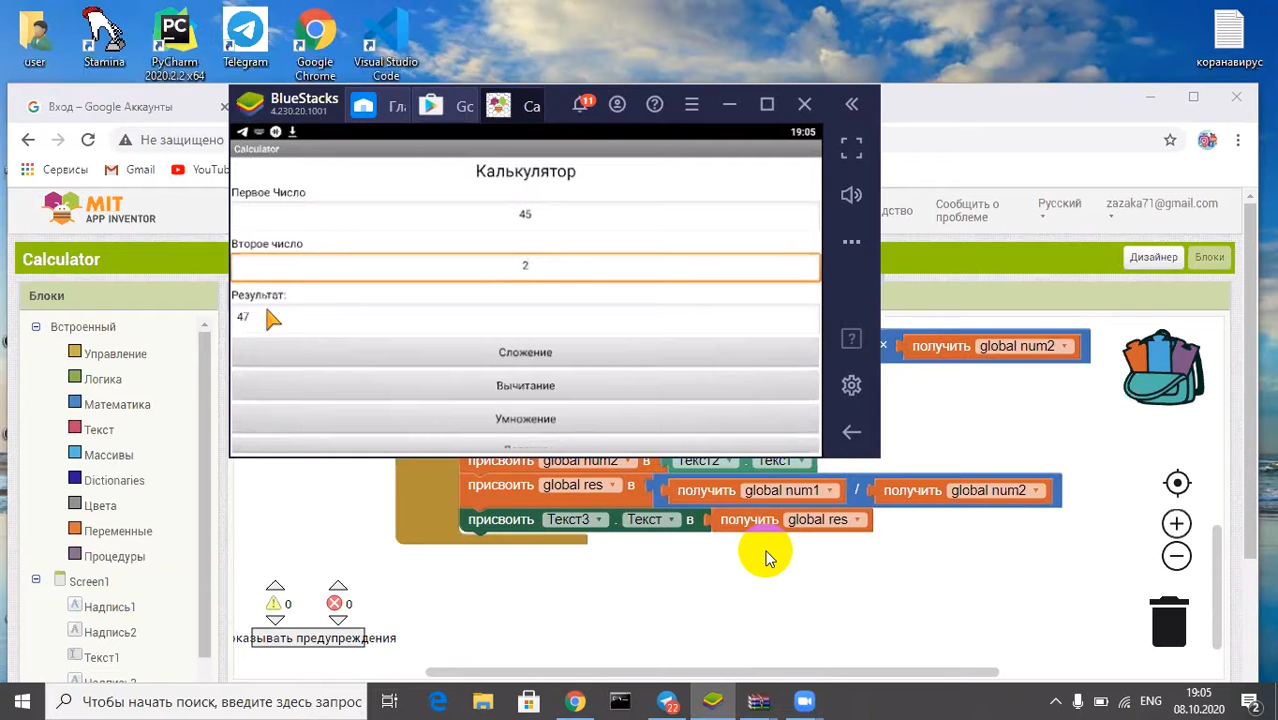 user
Stamina
PyCharm
2020.2.2 x64
Telegram
Google
Chrome
Visual Studio
Code
коранавирус
Вход – Google Аккаунты
BlueStacks
4.230.20.1001
Гл
Gc
Ca
11
19:05
Calculator
Калькулятор
Первое Число
45
Второе число
2
Результат:
47
Сложение
Вычитание
Умножение
Не защищено
Сервисы
Gmail
YouTub
MIT
APP INVENTOR
дство
Сообщить о
проблеме
Русский
zazaka71@gmail.com
Calculator
Дизайнер
Блоки
Блоки
Встроенный
Управление
Логика
Математика
Текст
Массивы
Dictionaries
Цвета
Переменные
Процедуры
Screen1
Надпись1
Надпись2
Текст1
× получить global num2
присвоить global num2 в Текст2 . Текст
присвоить global res в получить global num1 / получить global num2
присвоить Текст3 . Текст в получить global res
0 0
оказывать предупреждения
Чтобы начать поиск, введите здесь запрос
22
ENG
19:05
08.10.2020
2